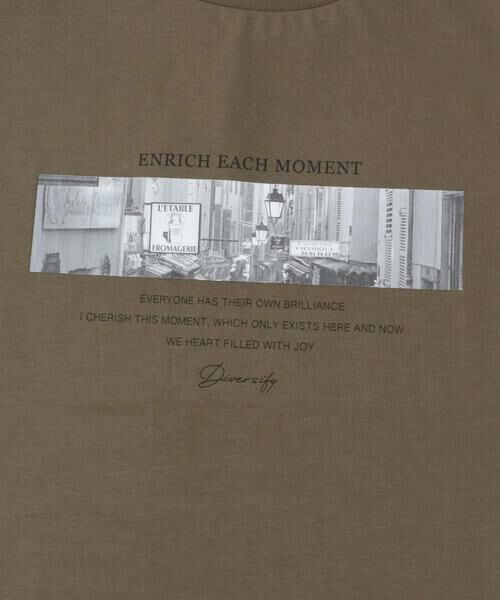 ENRICH EACH MOMENT
L'ETABLE
FROMAGERIE
EVERYONE HAS THEIR OWN BRILLIANCE
I CHERISH THIS MOMENT, WHICH ONLY EXISTS HERE AND NOW
WE HEART FILLED WITH JOY
Diversify